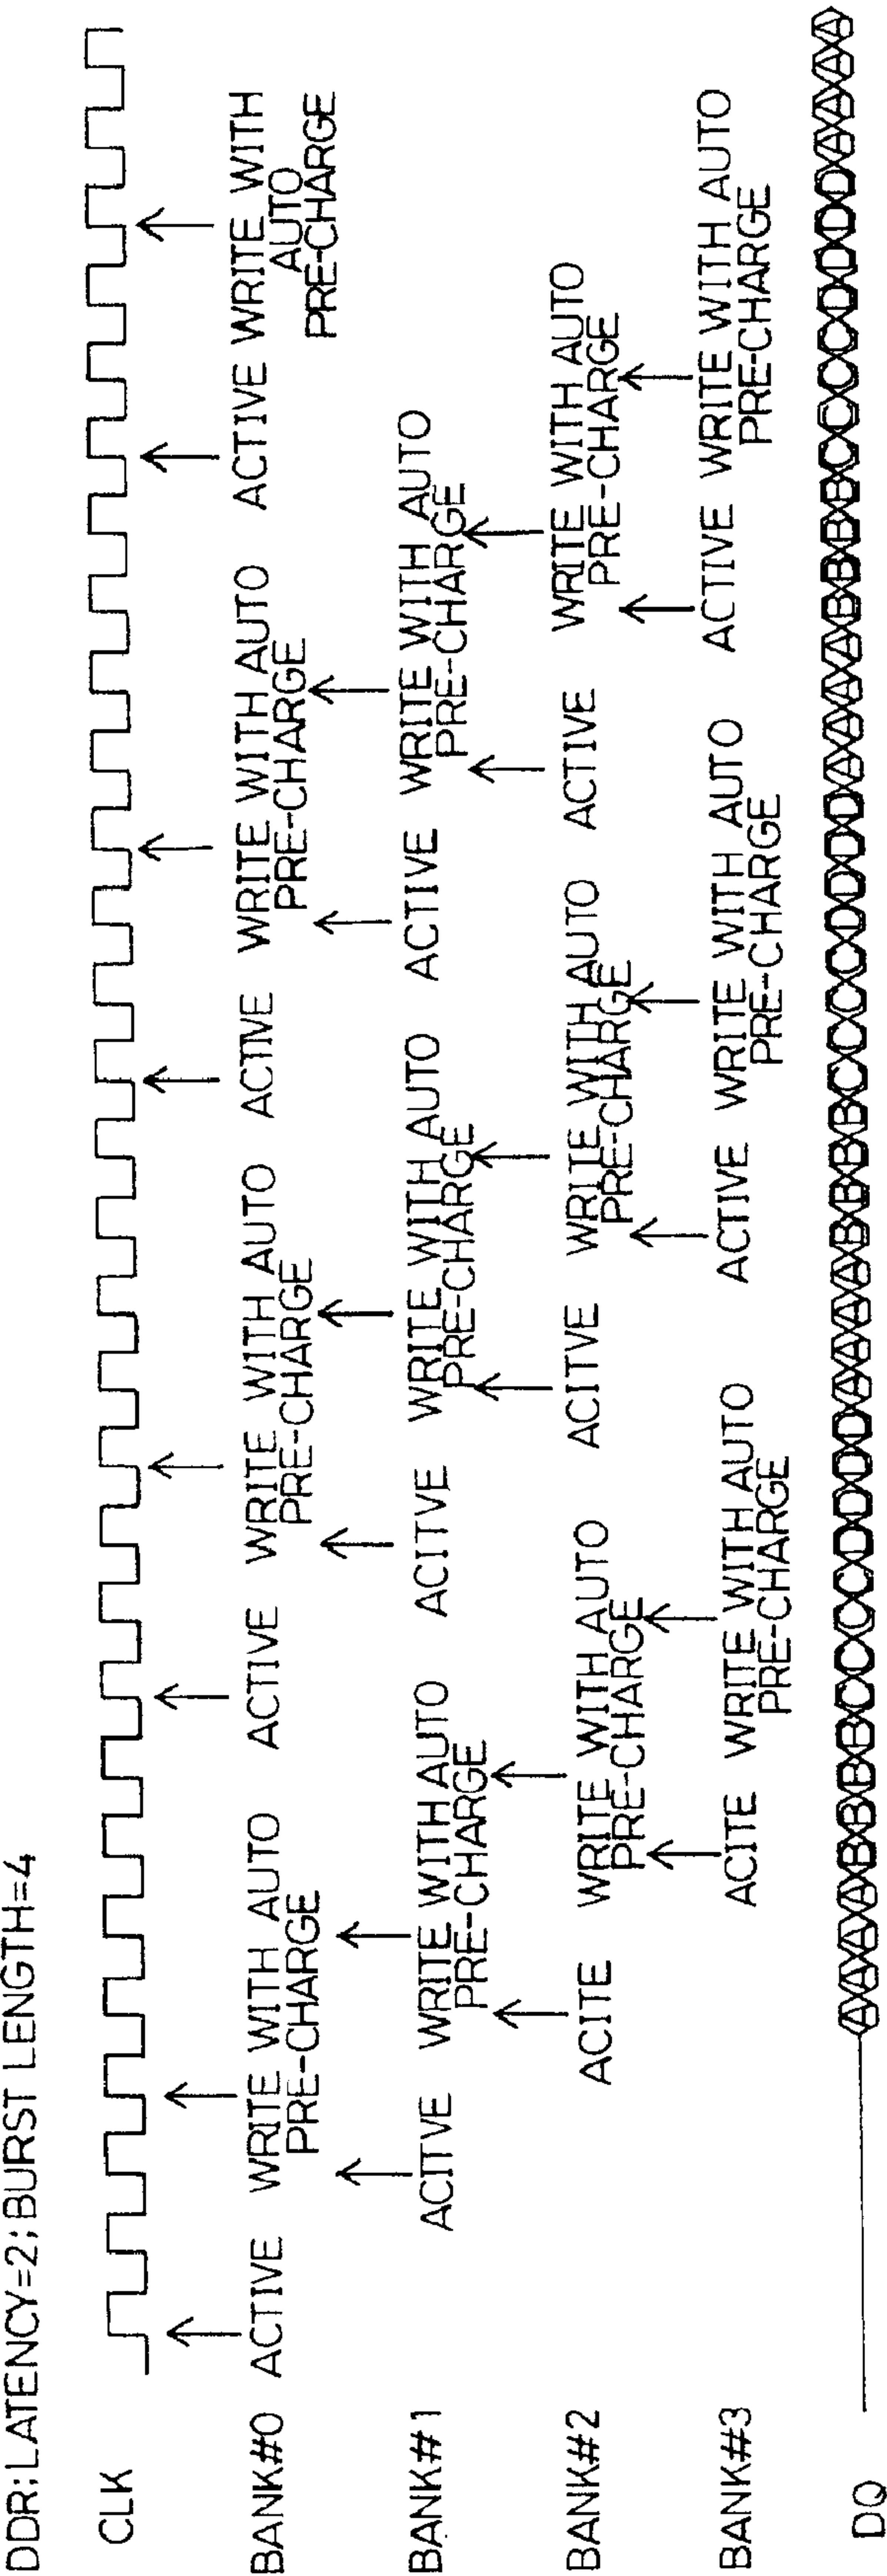 DDR:LATENCY=2; BURST LENGTH=4
CLK
BANK#0 ACTIVE WRITE WITH AUTO ACTIVE WRITE WITH AUTO ACTIVE WRITE WITH AUTO ACTIVE WRITE WITH
PRE-CHARGE PRE-CHARGE PRE-CHARGE AUTO
PRE-CHARGE
BANK#1 ACITVE WRITE WITH AUTO ACITVE WRITE WITH AUTO ACTIVE WRITE WITH AUTO
PRE-CHARGE PRE-CHARGE PRE-CHARGE
BANK#2 ACITE WRITE WITH AUTO ACITVE WRITE WITH AUTO ACTIVE WRITE WITH AUTO
PRE-CHARGE PRE-CHARGE PRE-CHARGE
BANK#3 ACITE WRITE WITH AUTO ACTIVE WRITE WITH AUTO ACTIVE WRITE WITH AUTO
PRE-CHARGE PRE-CHARGE PRE-CHARGE
DQ A A A A B B B B C C C C D D D D A A A A B B B B C C C C D D D D A A A A B B B B C C C C D D D D A A A A